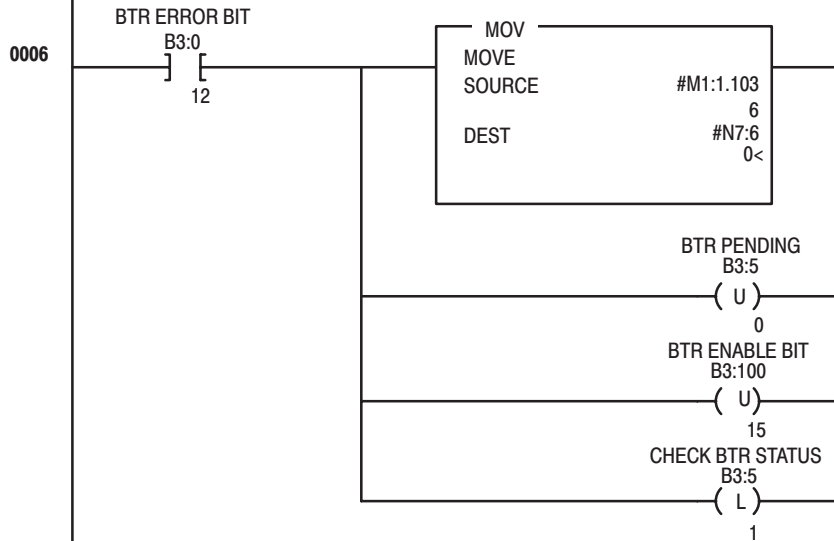 BTR ERROR BIT
B3:0
0006
12
MOV
MOVE
SOURCE #M1:1.103
6
DEST #N7:6
0<
BTR PENDING
B3:5
U
0
BTR ENABLE BIT
B3:100
U
15
CHECK BTR STATUS
B3:5
L
1